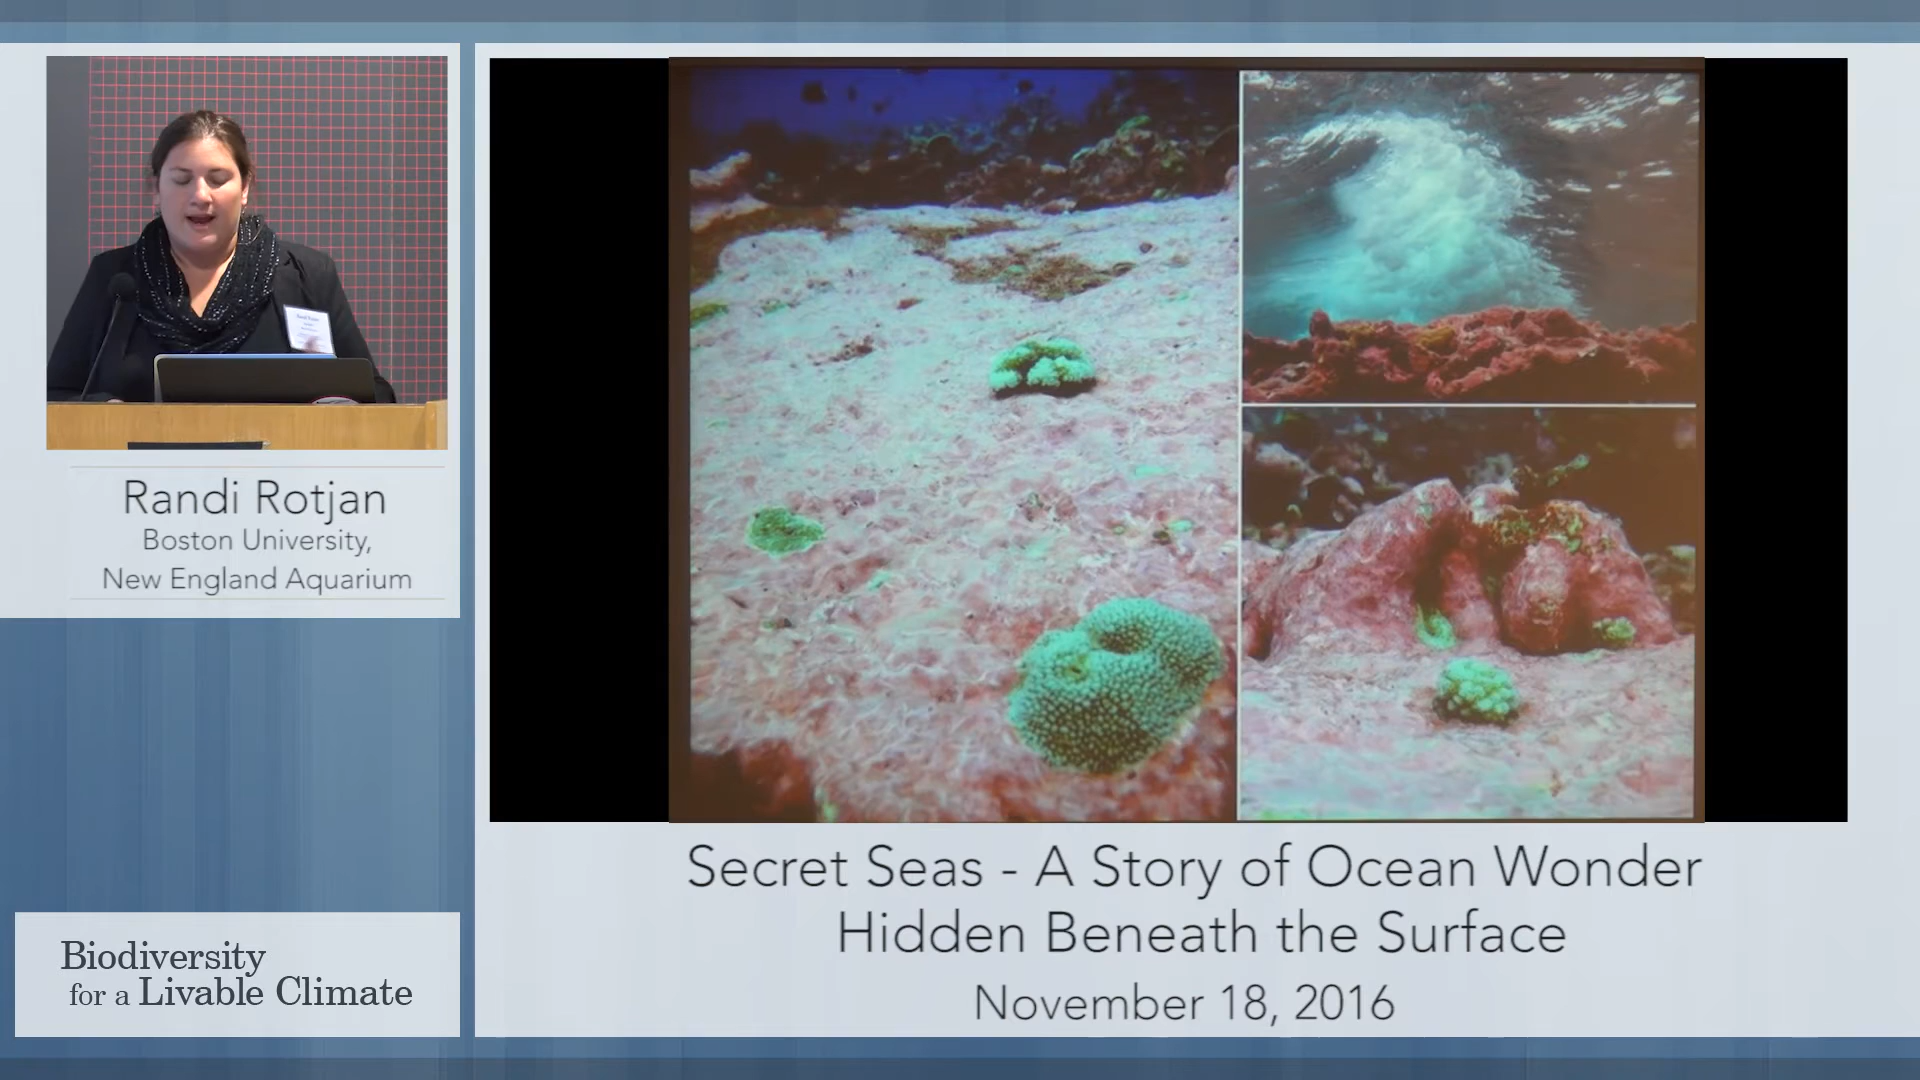 Randi Rotjan
Boston University,
New England Aquarium
Biodiversity
for a Livable Climate
Secret Seas - A Story of Ocean Wonder
Hidden Beneath the Surface
November 18, 2016